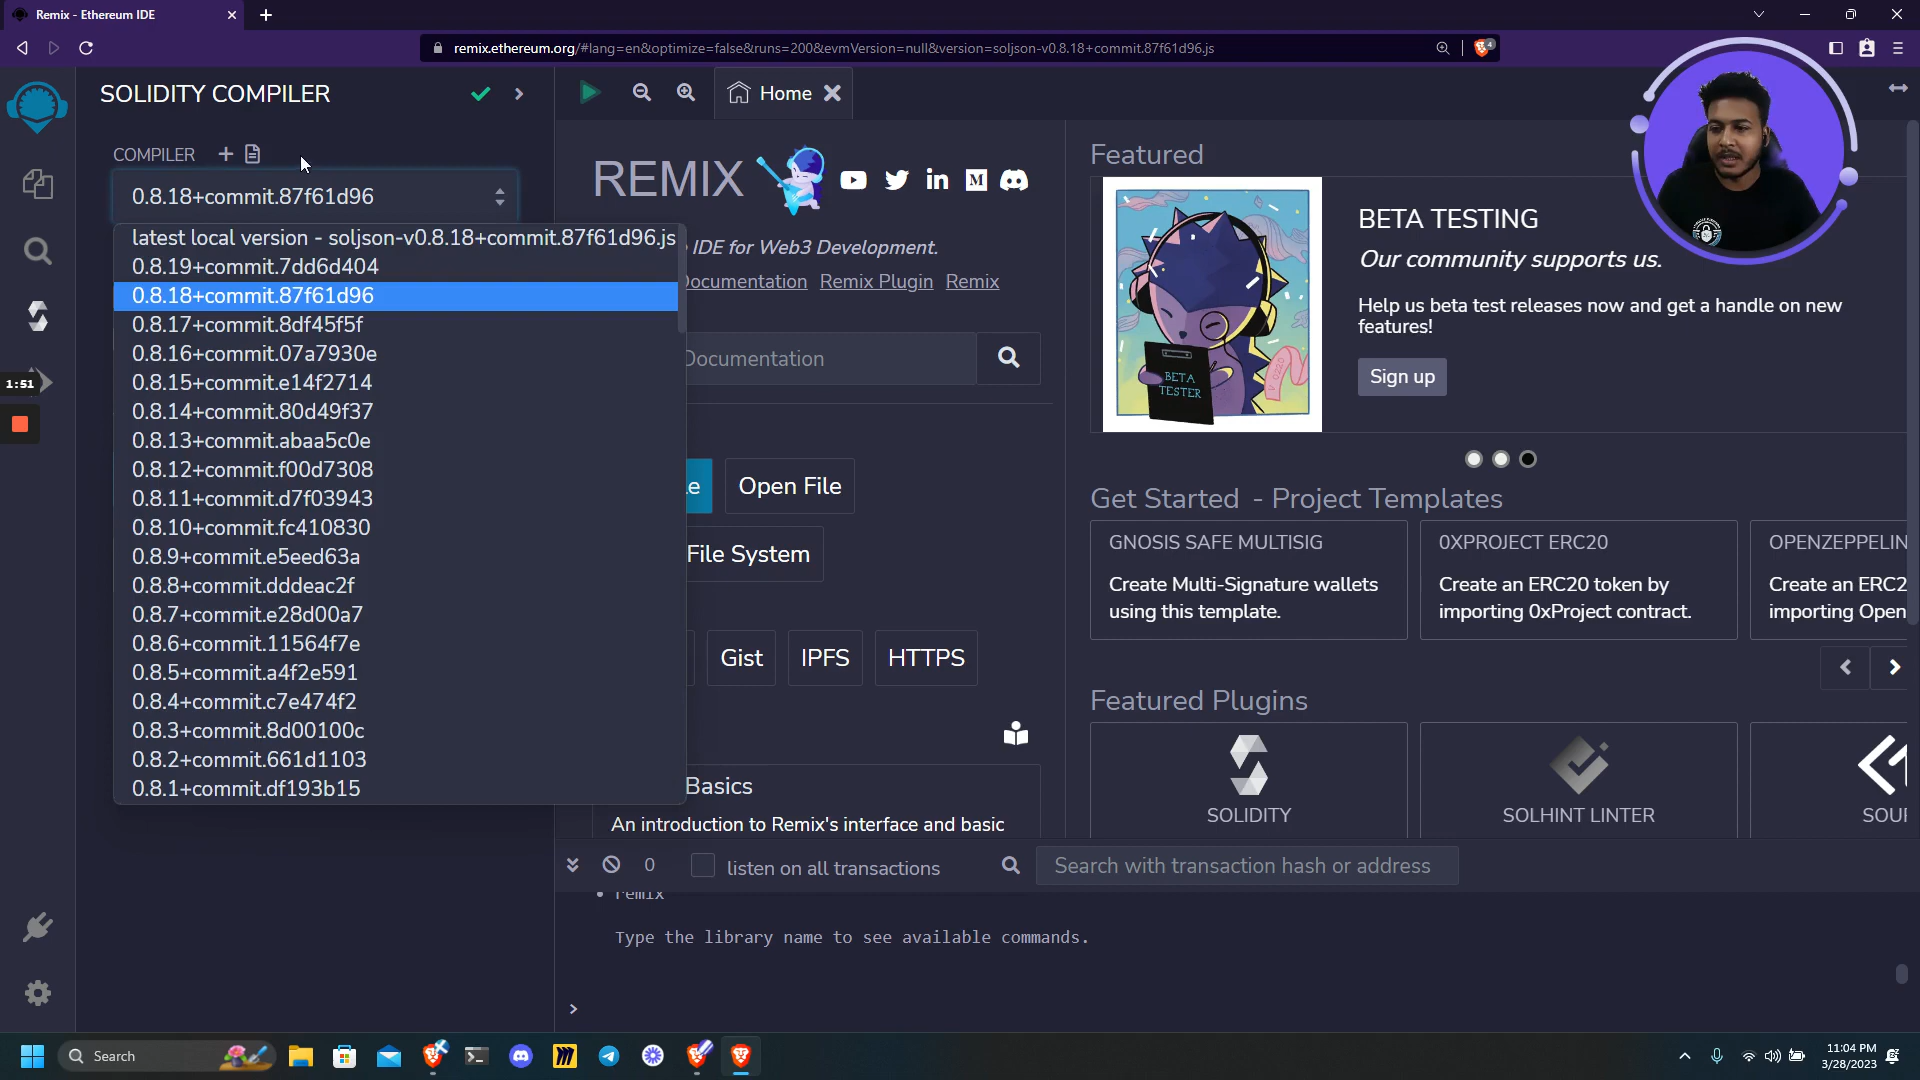 Remix - Ethereum IDE
remix.ethereum.org/#lang=en&optimize=false&runs=200&evmVersion=null&version=soljson-v0.8.18+commit.87f61d96.js
4
SOLIDITY COMPILER
COMPILER
0.8.18+commit.87f61d96
latest local version - soljson-v0.8.18+commit.87f61d96.js
0.8.19+commit.7dd6d404
0.8.18+commit.87f61d96
0.8.17+commit.8df45f5f
0.8.16+commit.07a7930e
0.8.15+commit.e14f2714
0.8.14+commit.80d49f37
0.8.13+commit.abaa5c0e
0.8.12+commit.f00d7308
0.8.11+commit.d7f03943
0.8.10+commit.fc410830
0.8.9+commit.e5eed63a
0.8.8+commit.dddeac2f
0.8.7+commit.e28d00a7
0.8.6+commit.11564f7e
0.8.5+commit.a4f2e591
0.8.4+commit.c7e474f2
0.8.3+commit.8d00100c
0.8.2+commit.661d1103
0.8.1+commit.df193b15
1:51
Home
REMIX
IDE for Web3 Development.
Documentation Remix Plugin Remix
Documentation
le
Open File
File System
Gist
IPFS
HTTPS
Basics
An introduction to Remix's interface and basic
Featured
BETA TESTER
BETA TESTING
Our community supports us.
Help us beta test releases now and get a handle on new
features!
Sign up
Get Started - Project Templates
GNOSIS SAFE MULTISIG
Create Multi-Signature wallets
using this template.
0XPROJECT ERC20
Create an ERC20 token by
importing 0xProject contract.
OPENZEPPELIN
Create an ERC2
importing Open
Featured Plugins
SOLIDITY
SOLHINT LINTER
SOU
0
listen on all transactions
Search with transaction hash or address
remix
Type the library name to see available commands.
>
Search
11:04 PM
3/28/2023